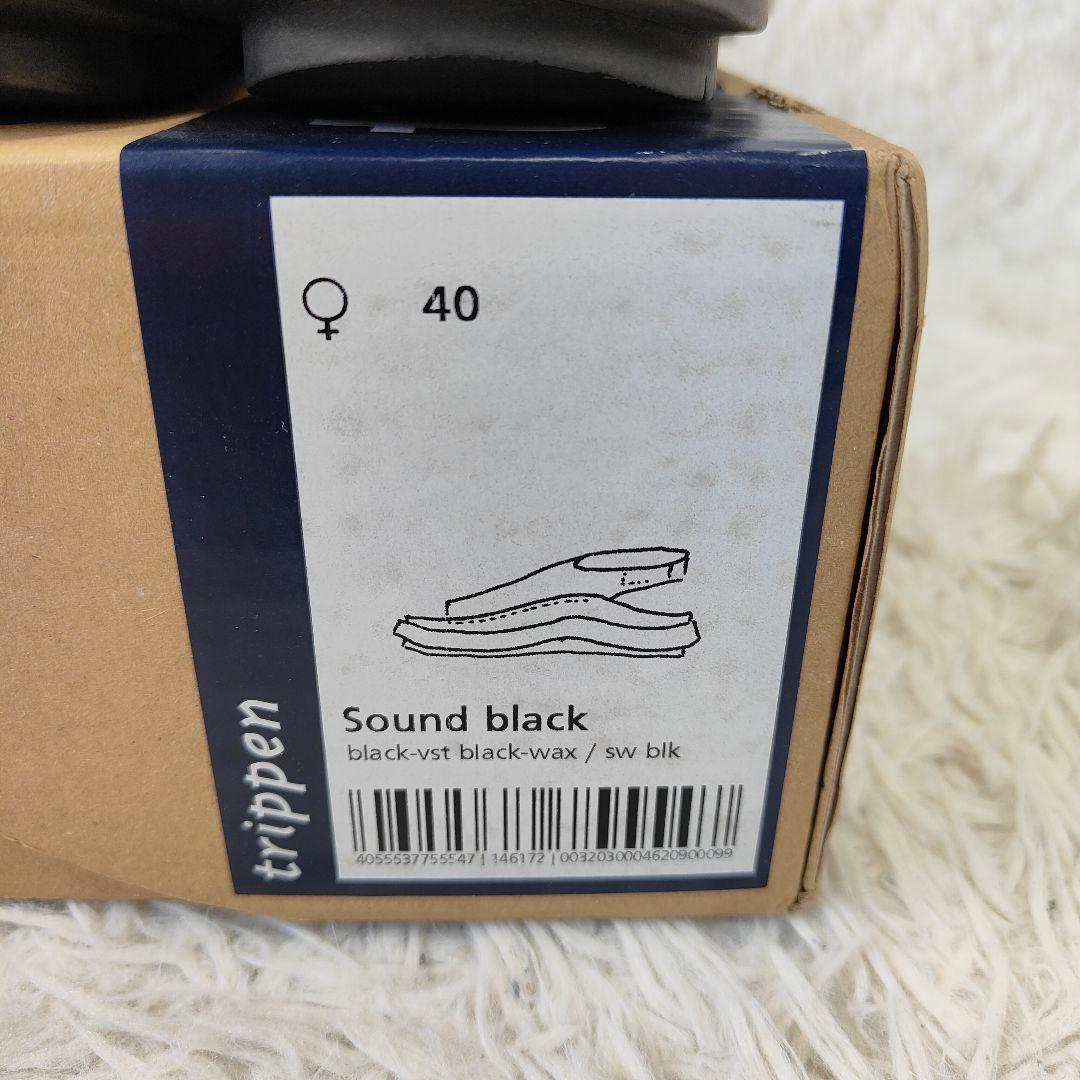 ♀ 40
Sound black
black-vst black-wax / sw blk
4055537755547 | 146172 | 0032030004620900099
trippen